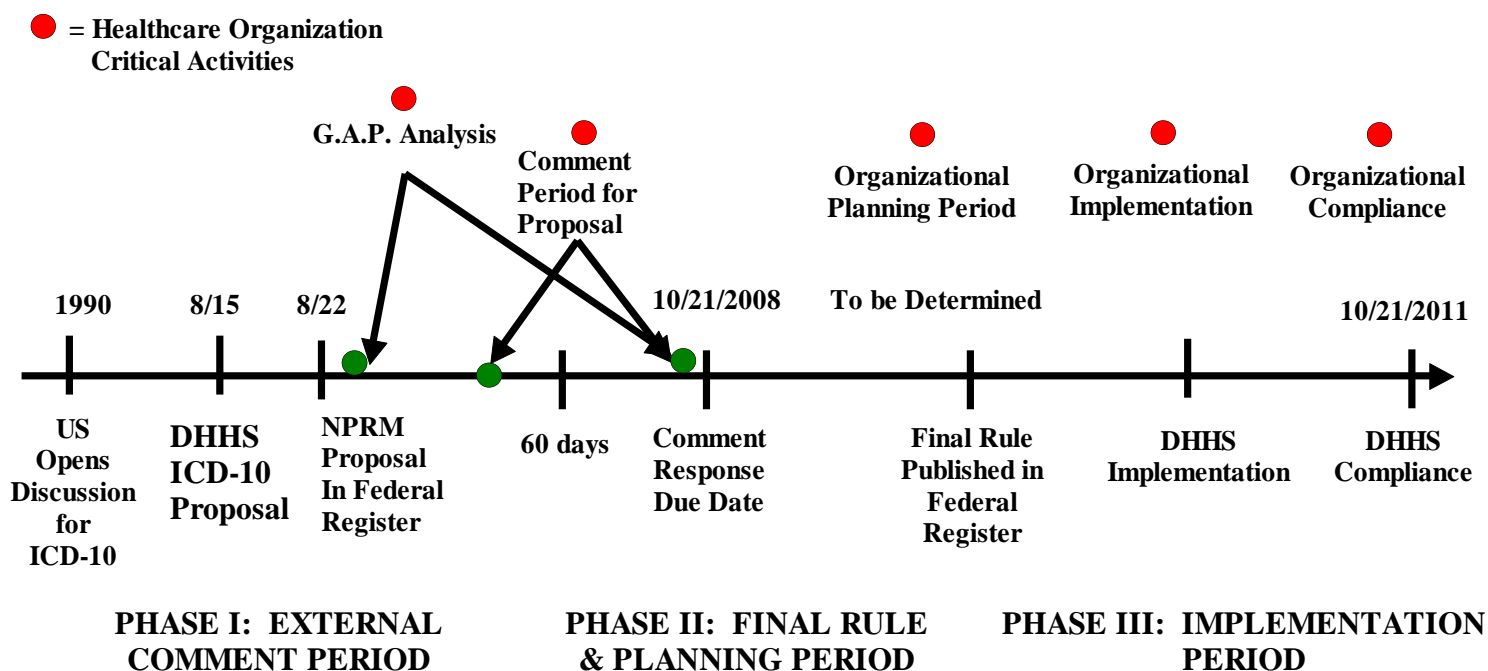 = Healthcare Organization
Critical Activities
G.A.P. Analysis
Comment
Period for
Proposal
Organizational
Planning Period
Organizational
Implementation
Organizational
Compliance
1990
8/15
8/22
10/21/2008
To be Determined
10/21/2011
US
Opens
Discussion
for
ICD-10
DHHS
ICD-10
Proposal
NPRM
Proposal
In Federal
Register
60 days
Comment
Response
Due Date
Final Rule
Published in
Federal
Register
DHHS
Implementation
DHHS
Compliance
PHASE I: EXTERNAL
COMMENT PERIOD
PHASE II: FINAL RULE
& PLANNING PERIOD
PHASE III: IMPLEMENTATION
PERIOD